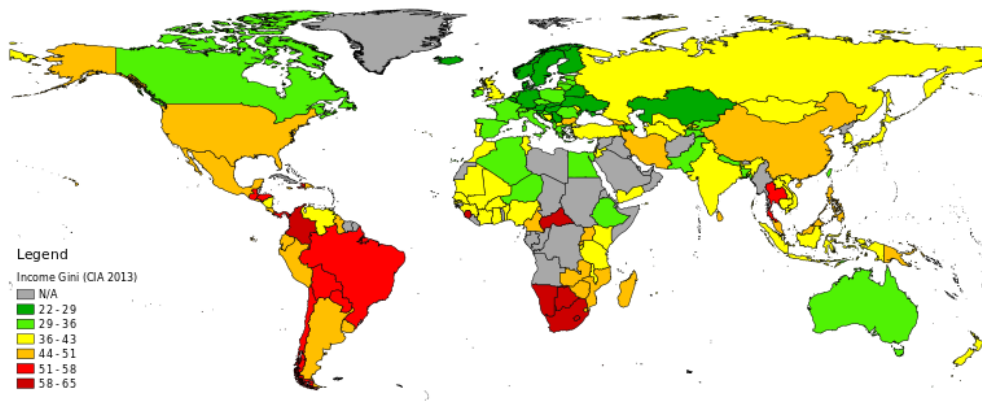 Legend
Income Gini (CIA 2013)
N/A
22 - 29
29 - 36
36 - 43
44 - 51
51 - 58
58 - 65